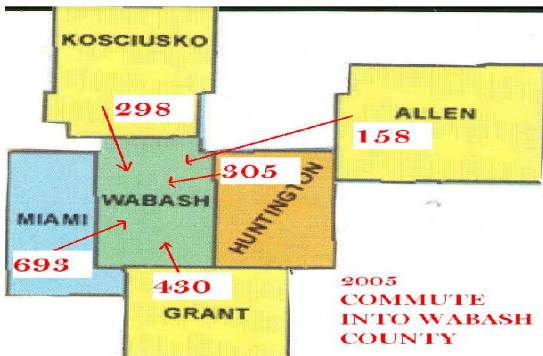 KOSCIUSKO
298
ALLEN
158
305
WABASH
HUNTINGTON
MIAMI
693
430
GRANT
2005
COMMUTE
INTO WABASH
COUNTY